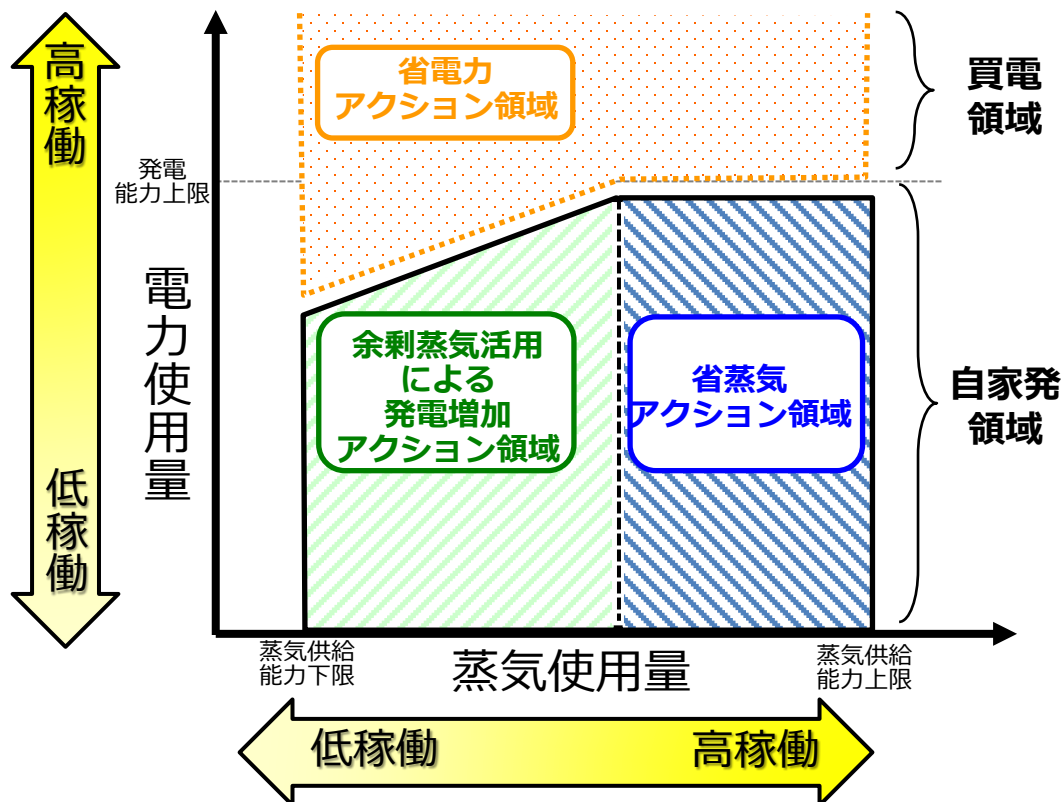 高稼働
低稼働
発電
能力上限
電力使用量
省電力
アクション領域
買電
領域
余剰蒸気活用
による
発電増加
アクション領域
省蒸気
アクション領域
自家発
領域
蒸気供給
能力下限
蒸気使用量
蒸気供給
能力上限
低稼働
高稼働